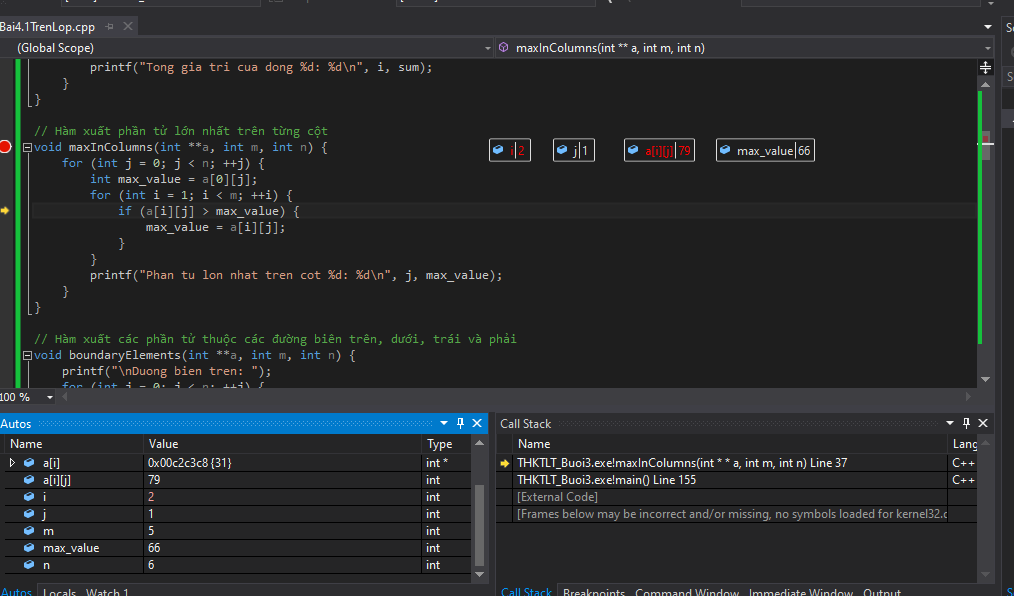 Bai4.1TrenLop.cpp
(Global Scope)
maxInColumns(int ** a, int m, int n)
printf("Tong gia tri cua dong %d: %d\n", i, sum);
}
}
// Hàm xuất phần tử lớn nhất trên từng cột
void maxInColumns(int **a, int m, int n) {
i|2
j|1
a[i][j]|79
max_value|66
for (int j = 0; j < n; ++j) {
int max_value = a[0][j];
for (int i = 1; i < m; ++i) {
if (a[i][j] > max_value) {
max_value = a[i][j];
}
}
printf("Phan tu lon nhat tren cot %d: %d\n", j, max_value);
}
}
// Hàm xuất các phần tử thuộc các đường biên trên, dưới, trái và phải
void boundaryElements(int **a, int m, int n) {
printf("\nDuong bien tren: ");
for (int j = 0; j < n; ++j) {
100 %
Autos
Name Value Type
a[i] 0x00c2c3c8 {31} int *
a[i][j] 79 int
i 2 int
j 1 int
m 5 int
max_value 66 int
n 6 int
Autos Locals Watch 1
Call Stack
Name Lang
THKTLT_Buoi3.exe!maxInColumns(int * * a, int m, int n) Line 37 C++
THKTLT_Buoi3.exe!main() Line 155 C++
[External Code]
[Frames below may be incorrect and/or missing, no symbols loaded for kernel32.d
Call Stack Breakpoints Command Window Immediate Window Output